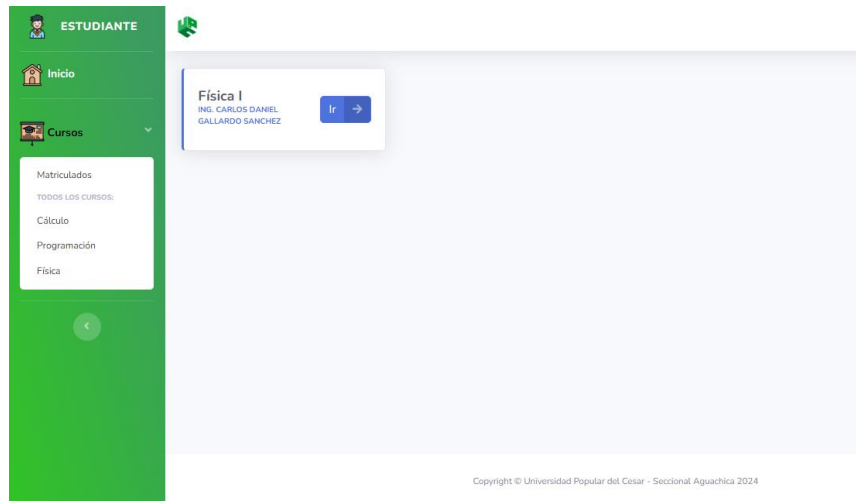 ESTUDIANTE
Inicio
Cursos
Matriculados
TODOS LOS CURSOS:
Cálculo
Programación
Física
Física I
ING. CARLOS DANIEL
GALLARDO SANCHEZ
Ir
Copyright © Universidad Popular del Cesar - Seccional Aguachica 2024